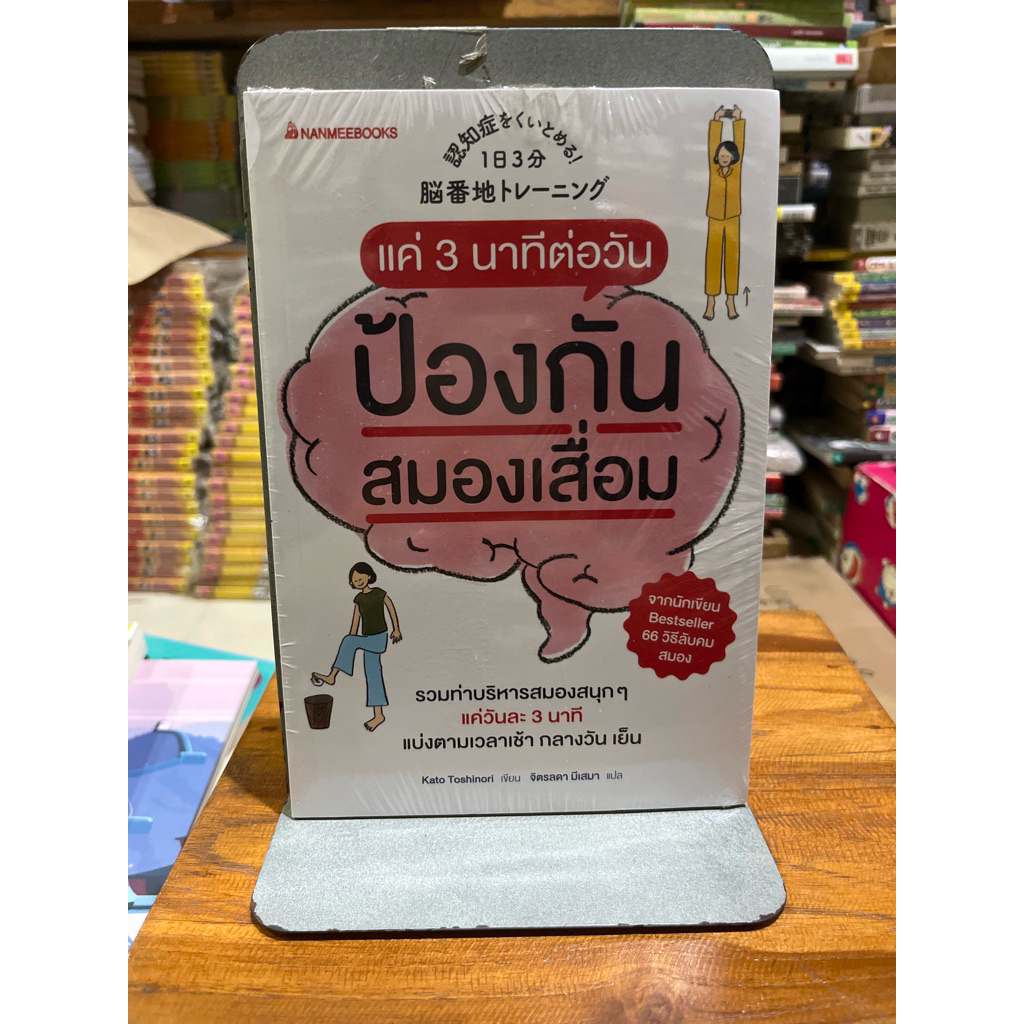 NANMEEBOOKS
認知症をくいとめる!
1日3分
脳番地トレーニング
แค่ 3 นาทีต่อวัน
ป้องกัน
สมองเสื่อม
จากนักเขียน
Bestseller
66 วิธีลับคม
สมอง
รวมท่าบริหารสมองสนุก ๆ
แค่วันละ 3 นาที
แบ่งตามเวลาเช้า กลางวัน เย็น
Kato Toshinori เขียน จิตรลดา มีเสมา แปล